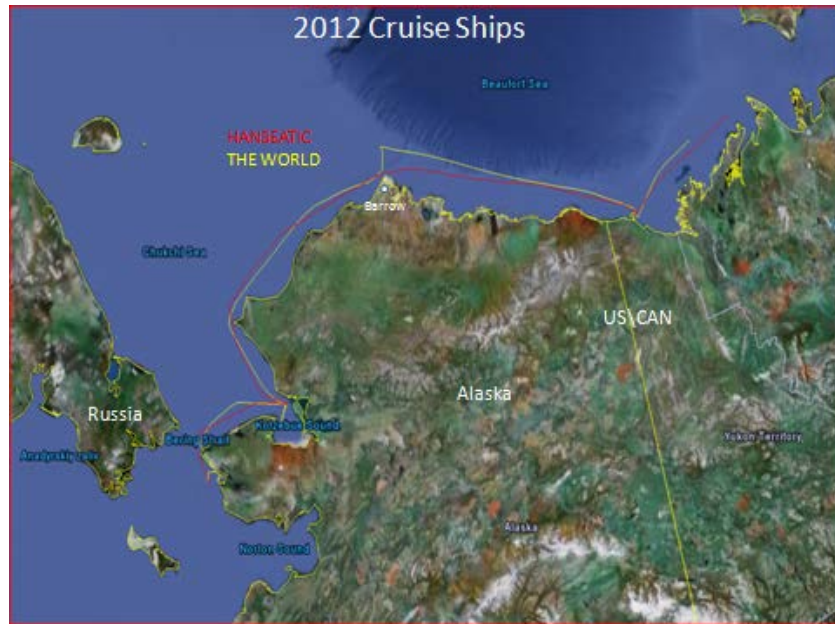 2012 Cruise Ships
Beaufort Sea
HANSEATIC
THE WORLD
Barrow
Chukchi Sea
US\CAN
Alaska
Russia
Kotzebue Sound
Bering Strait
Yukon Territory
Anadyrskiy zaliv
Alaska
Norton Sound